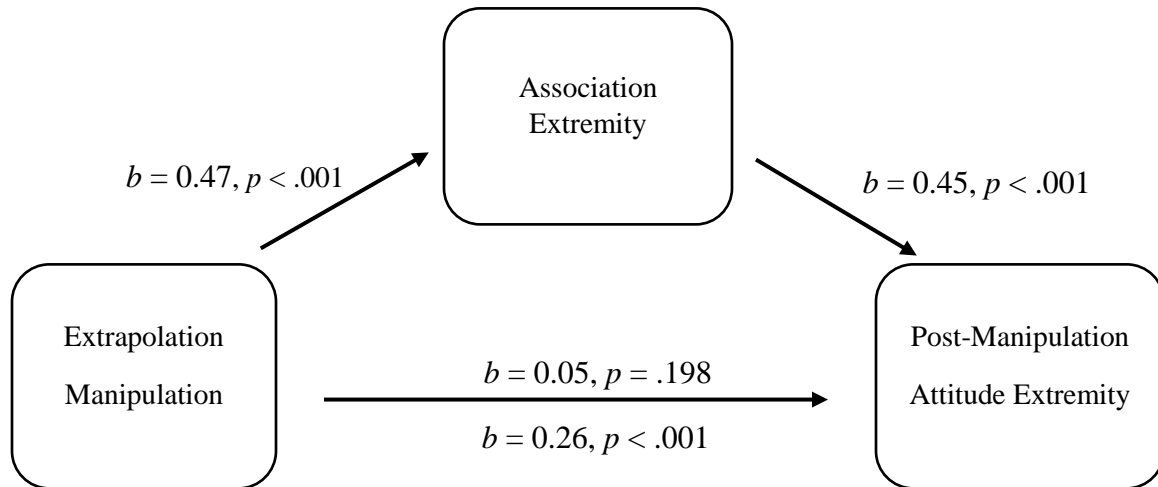 Association
Extremity
b = 0.47, p < .001
b = 0.45, p < .001
Extrapolation
Manipulation
b = 0.05, p = .198
b = 0.26, p < .001
Post-Manipulation
Attitude Extremity